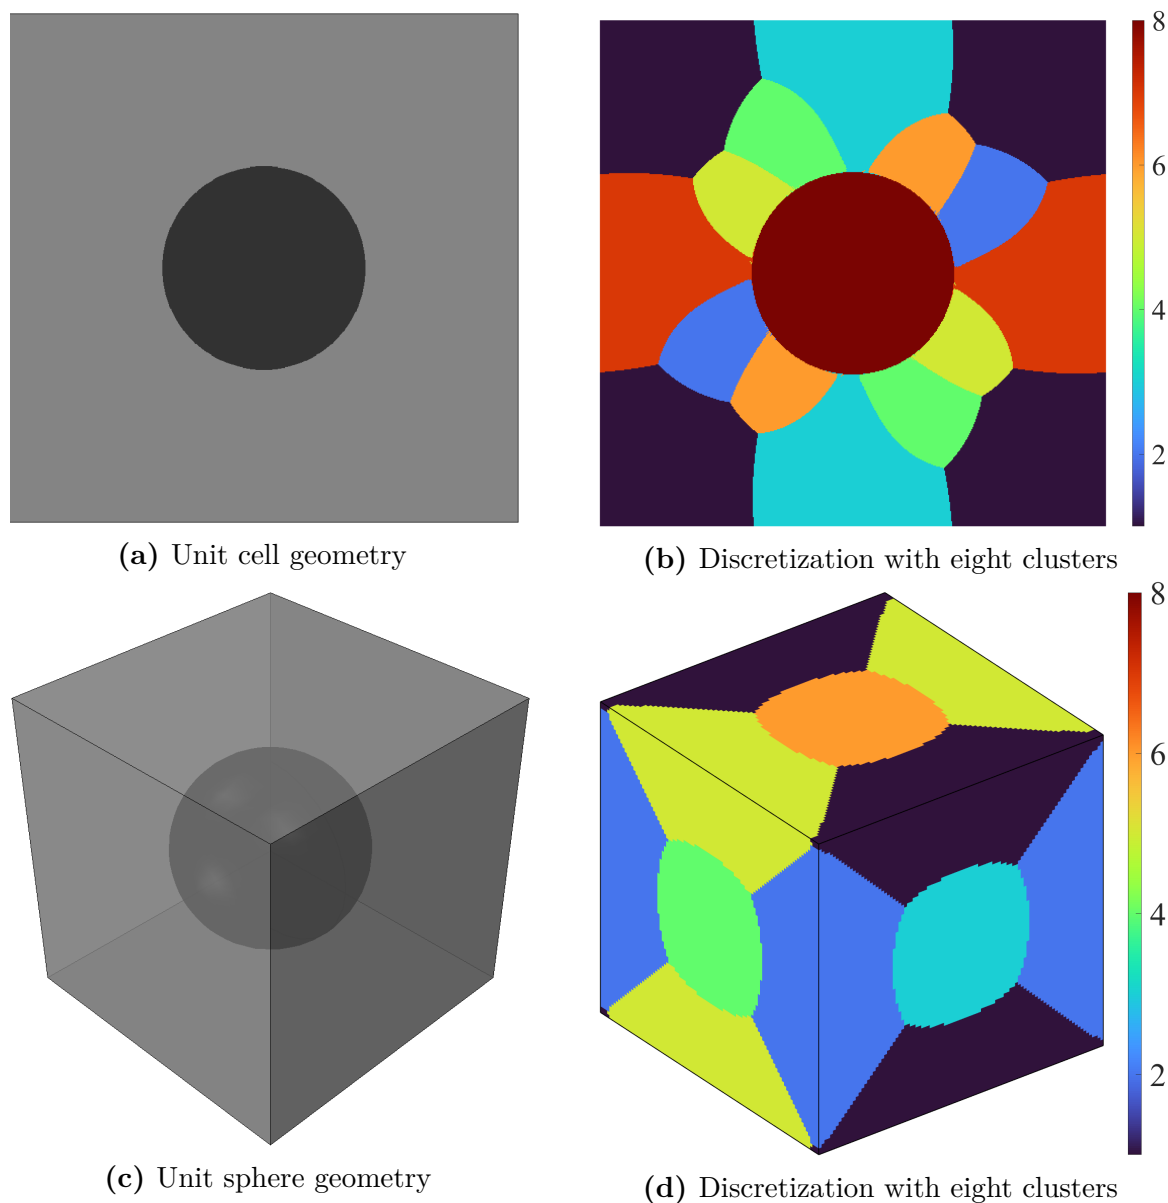 8
6
4
2
(a) Unit cell geometry
(b) Discretization with eight clusters
8
6
4
2
(c) Unit sphere geometry
(d) Discretization with eight clusters